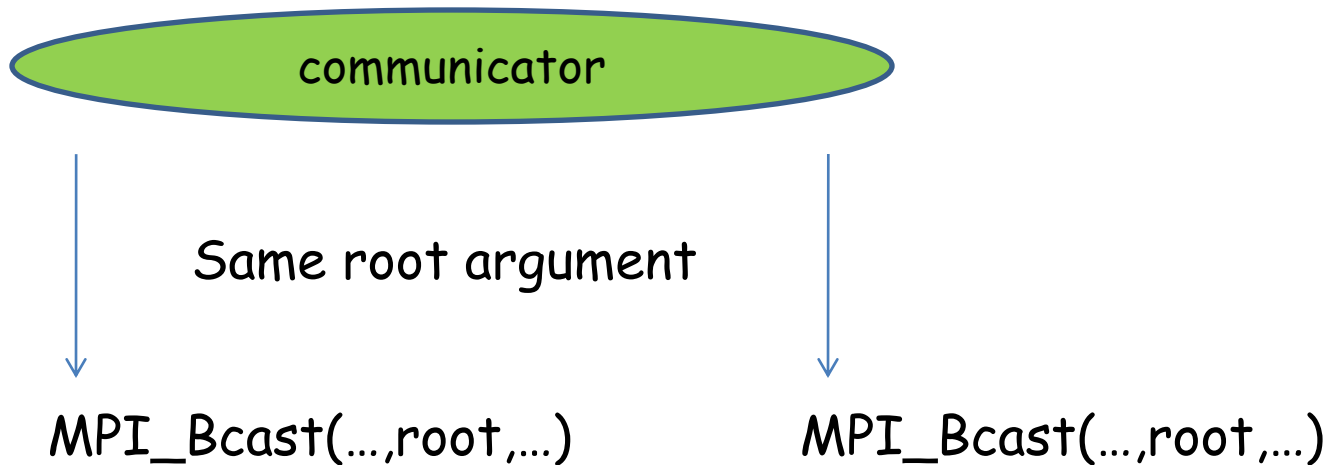 communicator
Same root argument
MPI_Bcast(…,root,…) MPI_Bcast(…,root,…)